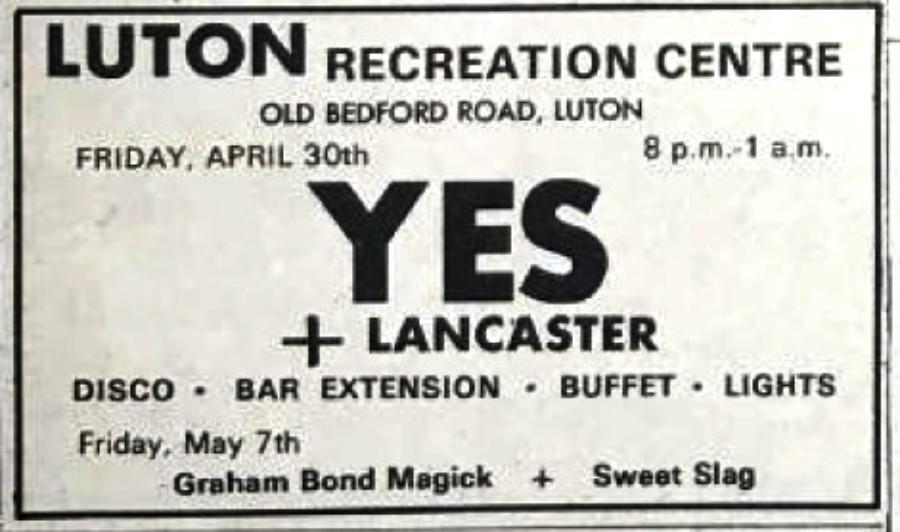 LUTON RECREATION CENTRE
OLD BEDFORD ROAD, LUTON
FRIDAY, APRIL 30th 8 p.m.-1 a.m.
YES
+ LANCASTER
DISCO • BAR EXTENSION • BUFFET • LIGHTS
Friday, May 7th
Graham Bond Magick + Sweet Slag